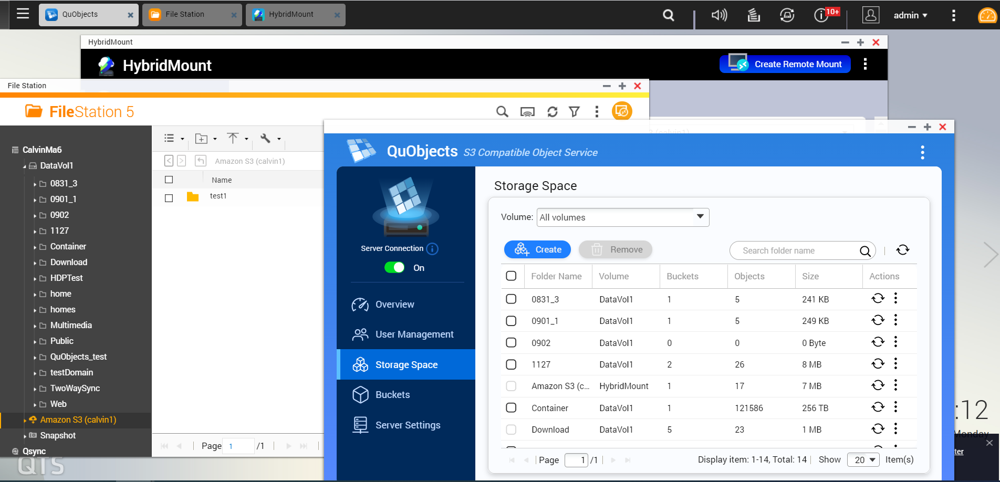 QuObjects
File Station
HybridMount
10+
admin
HybridMount
HybridMount
Create Remote Mount
File Station
FileStation 5
3 (calvin1)
CalvinMa6
DataVol1
0831_3
0901_1
0902
1127
Container
Download
HDPTest
home
homes
Multimedia
Public
QuObjects_test
testDomain
TwoWaySync
Web
Amazon S3 (calvin1)
Snapshot
Qsync
QTS
Amazon S3 (calvin1)
Name
test1
Page 1 /1
QuObjects S3 Compatible Object Service
Server Connection
On
Overview
User Management
Storage Space
Buckets
Server Settings
Storage Space
Volume: All volumes
Create Remove Search folder name
Folder Name Volume Buckets Objects Size Actions
0831_3 DataVol1 1 5 241 KB
0901_1 DataVol1 1 5 249 KB
0902 DataVol1 0 0 0 Byte
1127 DataVol1 2 26 8 MB
Amazon S3 (c... HybridMount 1 17 7 MB
Container DataVol1 1 121586 256 TB
Download DataVol1 5 23 1 MB
Page 1 /1 Display item: 1-14, Total: 14 Show 20 Item(s)
:12
Monday
ter